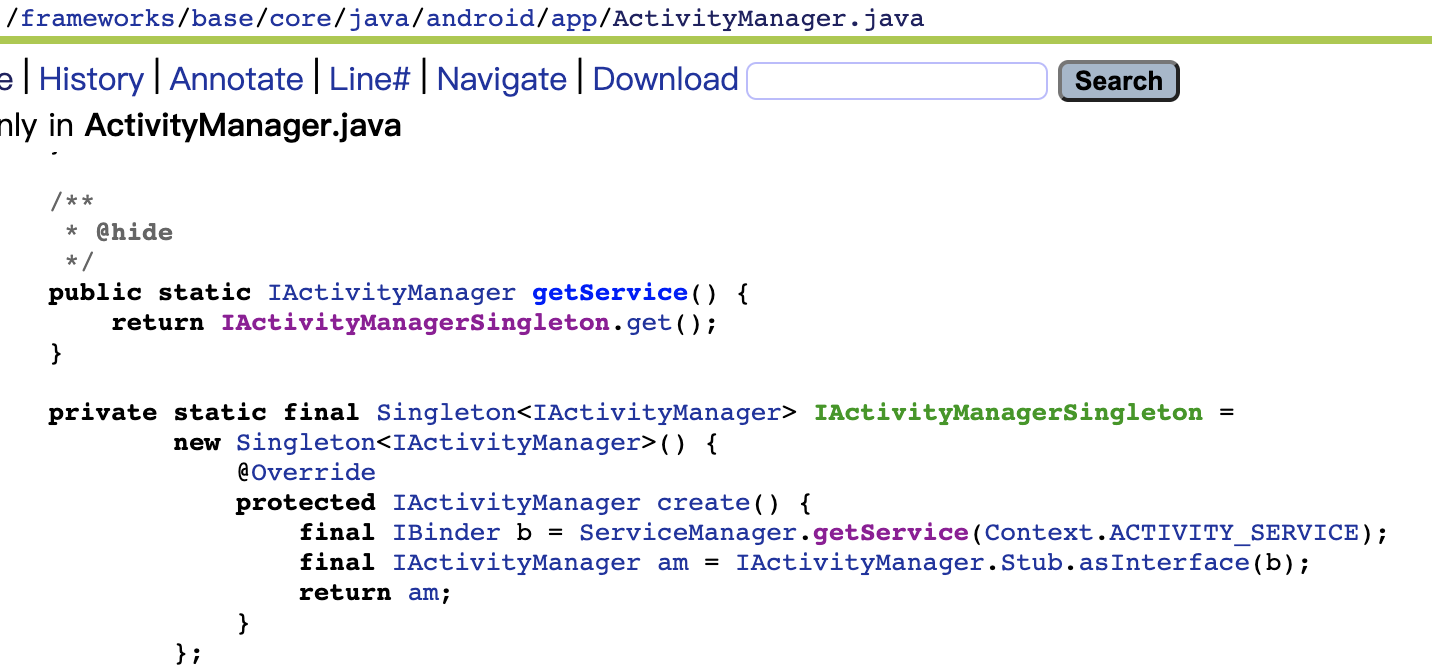 /frameworks/base/core/java/android/app/ActivityManager.java
e | History | Annotate | Line# | Navigate | Download Search
nly in ActivityManager.java
/**
 * @hide
 */
public static IActivityManager getService() {
    return IActivityManagerSingleton.get();
}
private static final Singleton<IActivityManager> IActivityManagerSingleton =
        new Singleton<IActivityManager>() {
            @Override
            protected IActivityManager create() {
                final IBinder b = ServiceManager.getService(Context.ACTIVITY_SERVICE);
                final IActivityManager am = IActivityManager.Stub.asInterface(b);
                return am;
            }
        };